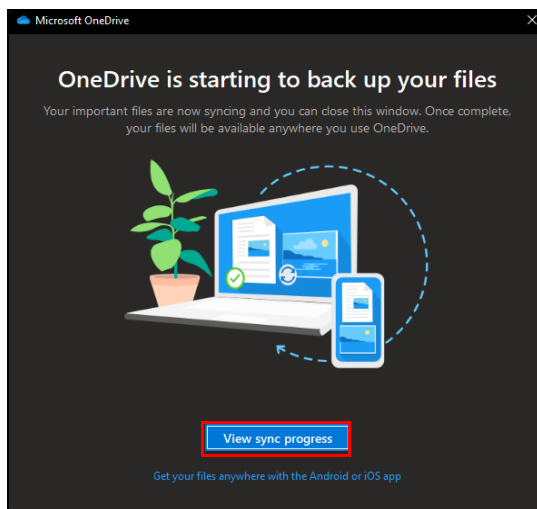 Microsoft OneDrive
OneDrive is starting to back up your files
Your important files are now syncing and you can close this window. Once complete,
your files will be available anywhere you use OneDrive.
View sync progress
Get your files anywhere with the Android or iOS app